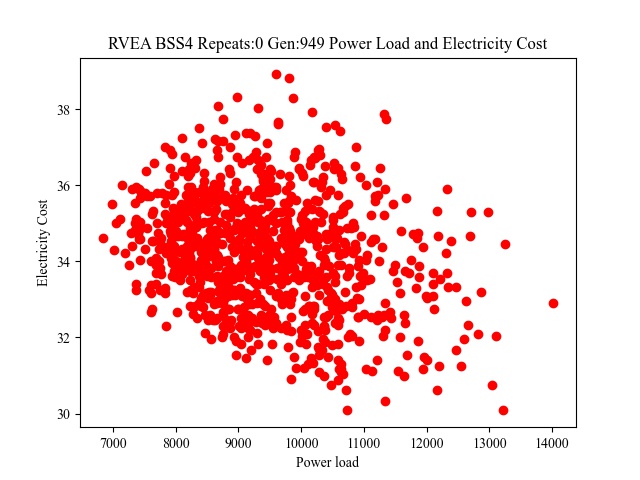 RVEA BSS4 Repeats:0 Gen:949 Power Load and Electricity Cost
Electricity Cost
38
36
34
32
30
7000 8000 9000 10000 11000 12000 13000 14000
Power load